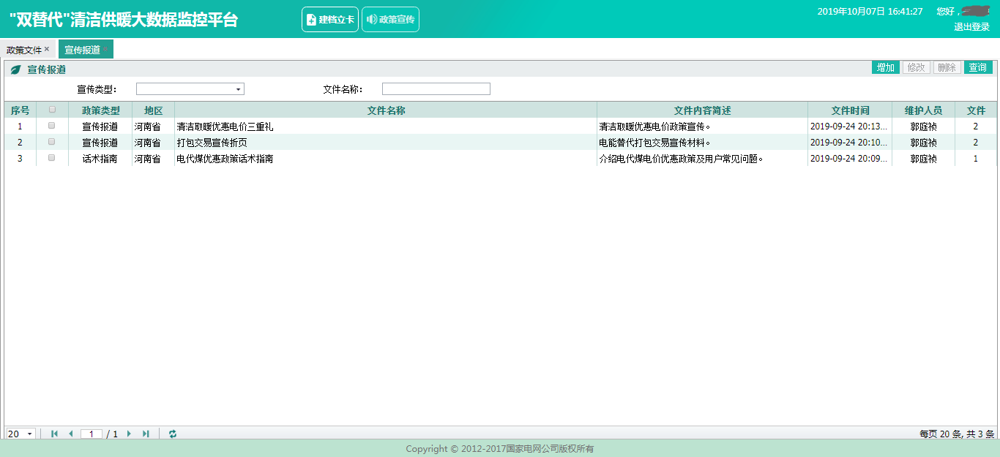 "双替代"清洁供暖大数据监控平台 建档立卡 政策宣传 2019年10月07日 16:41:27 您好，
退出登录
政策文件 × 宣传报道 ×
宣传报道 增加 修改 删除 查询
宣传类型： 文件名称：
序号 政策类型 地区 文件名称 文件内容简述 文件时间 维护人员 文件
1 宣传报道 河南省 清洁取暖优惠电价三重礼 清洁取暖优惠电价政策宣传。 2019-09-24 20:13... 郭庭祯 2
2 宣传报道 河南省 打包交易宣传折页 电能替代打包交易宣传材料。 2019-09-24 20:10... 郭庭祯 2
3 话术指南 河南省 电代煤优惠政策话术指南 介绍电代煤电价优惠政策及用户常见问题。 2019-09-24 20:09... 郭庭祯 1
20 1 / 1 每页 20 条, 共 3 条
Copyright © 2012-2017国家电网公司版权所有